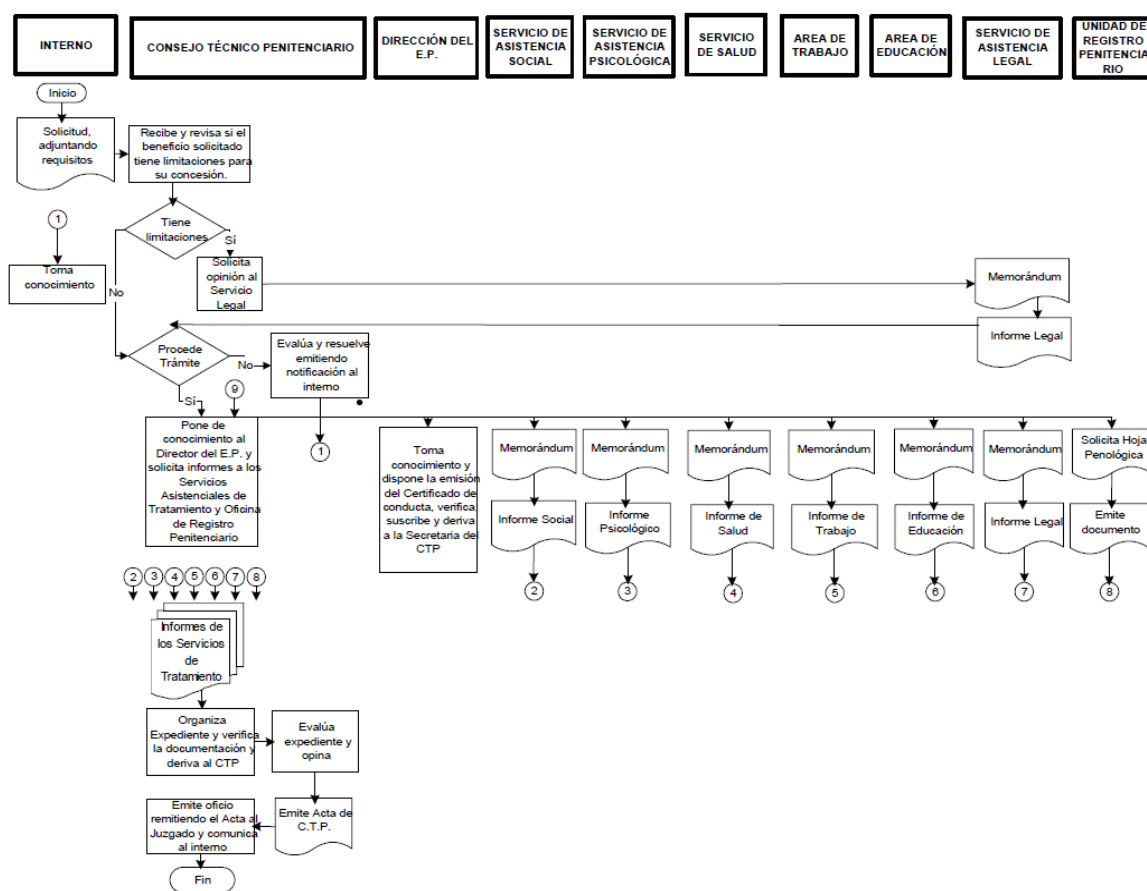 INTERNO
CONSEJO TÉCNICO PENITENCIARIO
DIRECCIÓN DEL
E.P.
SERVICIO DE
ASISTENCIA
SOCIAL
SERVICIO DE
ASISTENCIA
PSICOLÓGICA
SERVICIO
DE SALUD
AREA DE
TRABAJO
AREA DE
EDUCACIÓN
SERVICIO DE
ASISTENCIA
LEGAL
UNIDAD DE
REGISTRO
PENITENCIA
RIO
Inicio
Solicitud,
adjuntando
requisitos
Recibe y revisa si el
beneficio solicitado
tiene limitaciones para
su concesión.
1
Tiene
limitaciones
Sí
No
Toma
conocimiento
Solicita
opinión al
Servicio
Legal
Memorándum
Informe Legal
Procede
Trámite
No
Sí
Evalúa y resuelve
emitiendo
notificación al
interno
9
1
Pone de
conocimiento al
Director del E.P. y
solicita informes a los
Servicios
Asistenciales de
Tratamiento y Oficina
de Registro
Penitenciario
Toma
conocimiento y
dispone la emisión
del Certificado de
conducta, verifica,
suscribe y deriva
a la Secretaria del
CTP
Memorándum
Memorándum
Memorándum
Memorándum
Memorándum
Memorándum
Solicita Hoja
Penológica
Informe Social
Informe
Psicológico
Informe de
Salud
Informe de
Trabajo
Informe de
Educación
Informe Legal
Emite
documento
2
3
4
5
6
7
8
2 3 4 5 6 7 8
Informes de
los Servicios
de
Tratamiento
Organiza
Expediente y verifica
la documentación y
deriva al CTP
Evalúa
expediente y
opina
Emite Acta de
C.T.P.
Emite oficio
remitiendo el Acta al
Juzgado y comunica
al interno
Fin